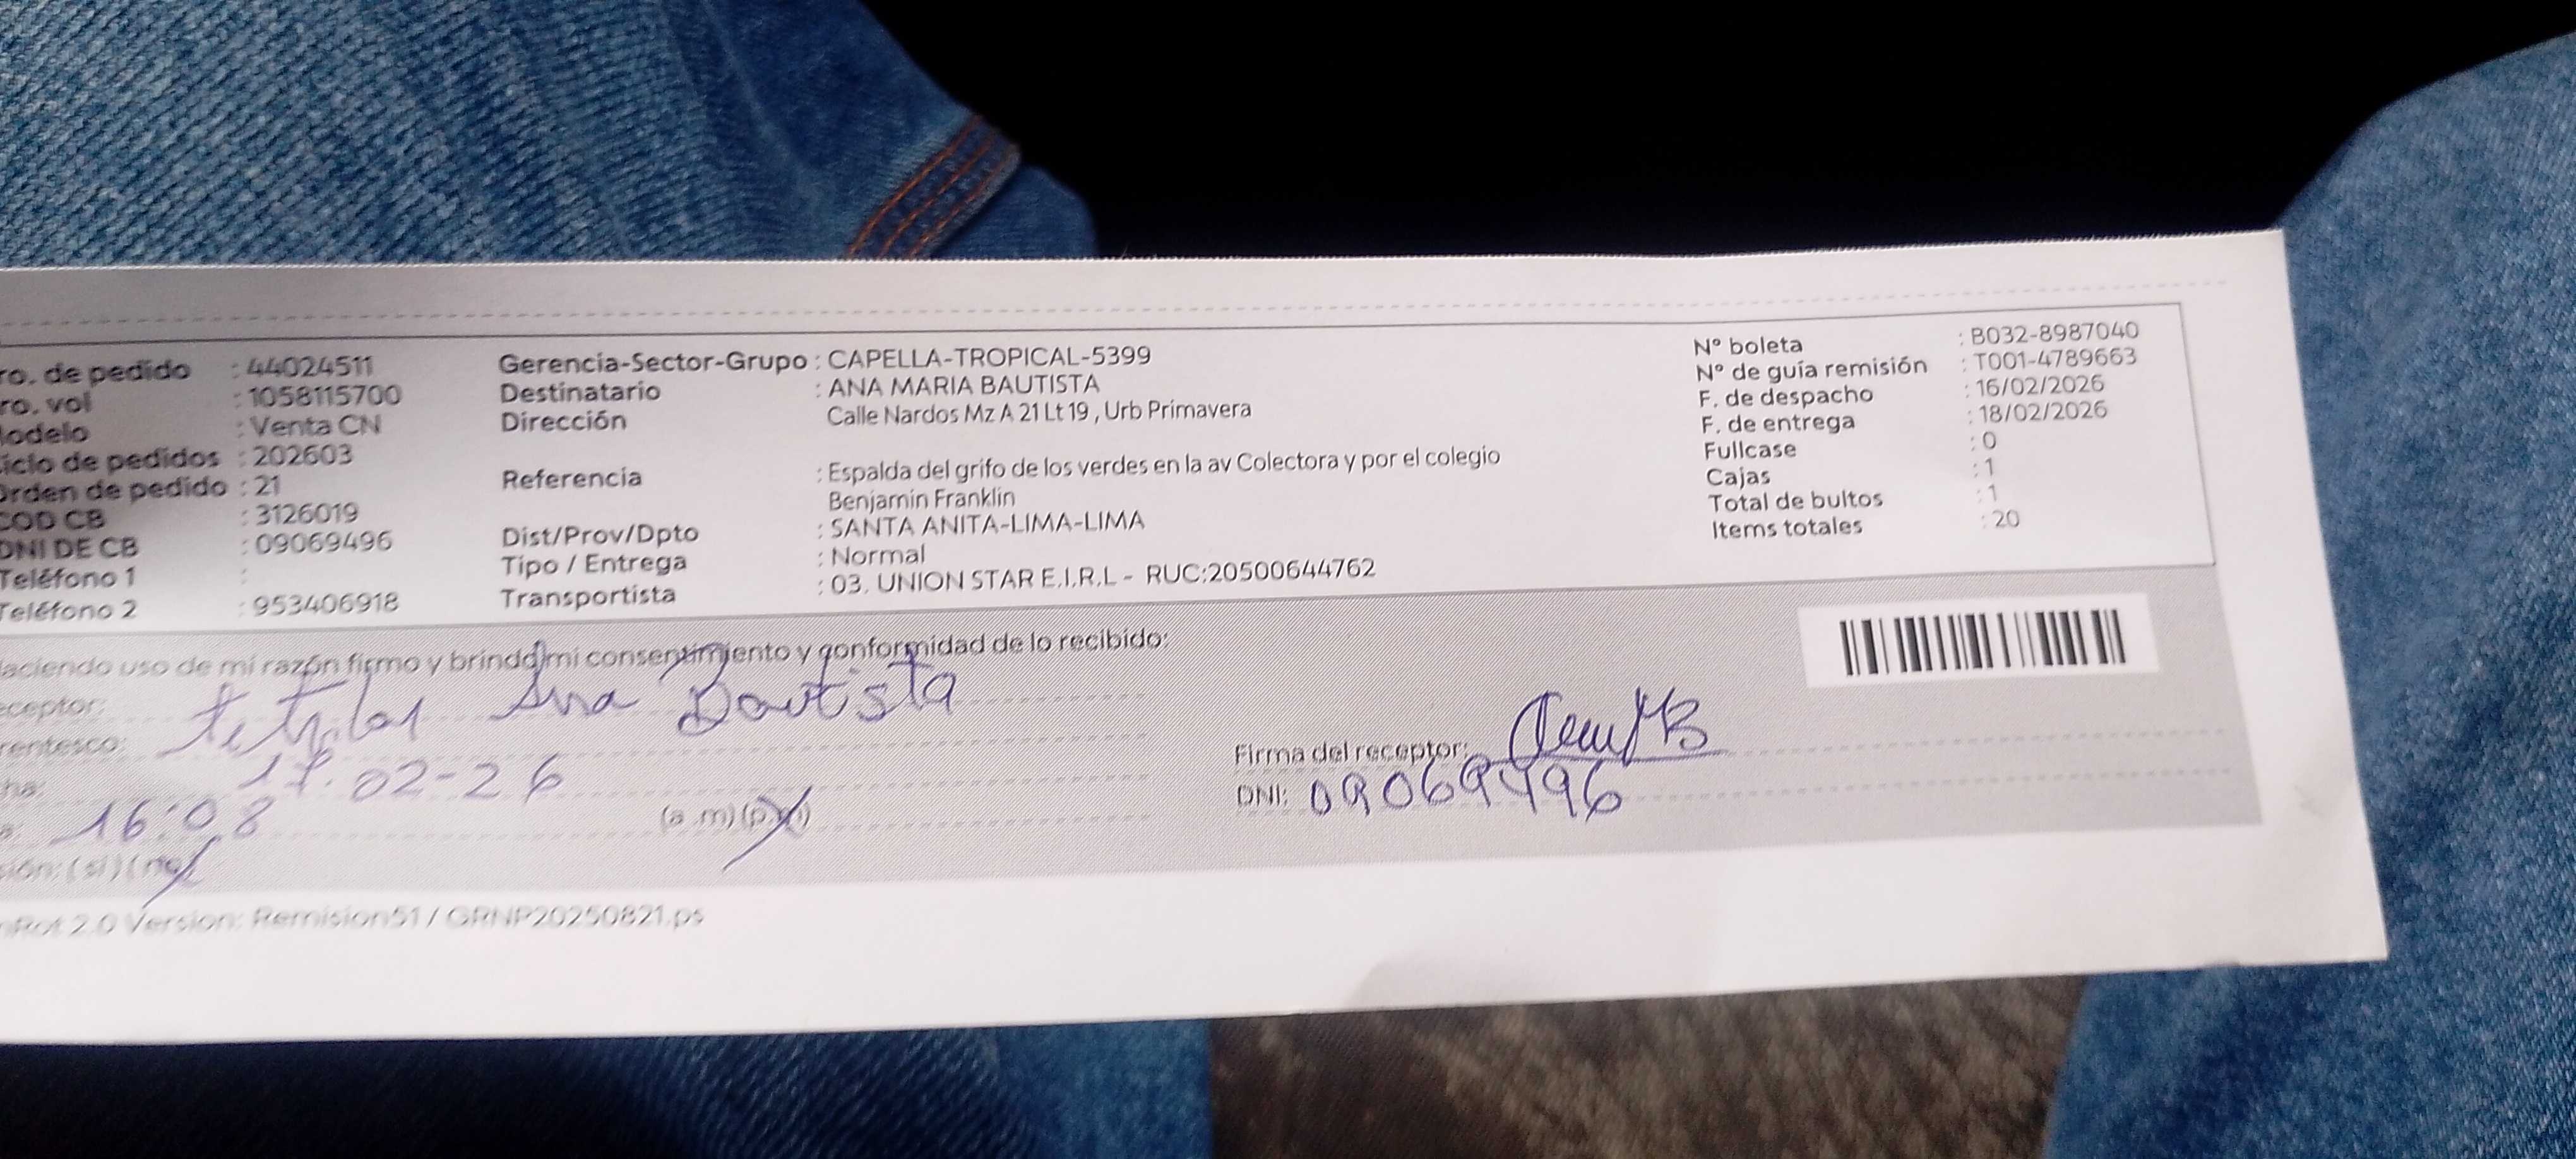 ro. de pedido : 44024511
ro. vol : 1058115700
odelo : Venta CN
iclo de pedidos : 202603
Orden de pedido : 21
COD CB : 3126019
DNI DE CB : 09069496
Teléfono 1 :
Teléfono 2 : 953406918
Gerencia-Sector-Grupo : CAPELLA-TROPICAL-5399
Destinatario : ANA MARIA BAUTISTA
Dirección Calle Nardos Mz A 21 Lt 19 , Urb Primavera
Referencia : Espalda del grifo de los verdes en la av Colectora y por el colegio
Benjamin Franklin
Dist/Prov/Dpto : SANTA ANITA-LIMA-LIMA
Tipo / Entrega : Normal
Transportista : 03. UNION STAR E.I.R.L - RUC:20500644762
Nº boleta : B032-8987040
Nº de guía remisión : T001-4789663
F. de despacho : 16/02/2026
F. de entrega : 18/02/2026
Fullcase : 0
Cajas : 1
Total de bultos : 1
Items totales : 20
aciendo uso de mi razón firmo y brindo mi consentimiento y conformidad de lo recibido:
ceptor: Ana Bautista
rentesco: tetular
ha: 17.02-26
a: 16:08 (a .m) (p.m)
sión: ( si ) ( no )
Firma del receptor:
DNI: 09069496
nRot 2.0 Version: Remision51 / GRNP20250821.ps